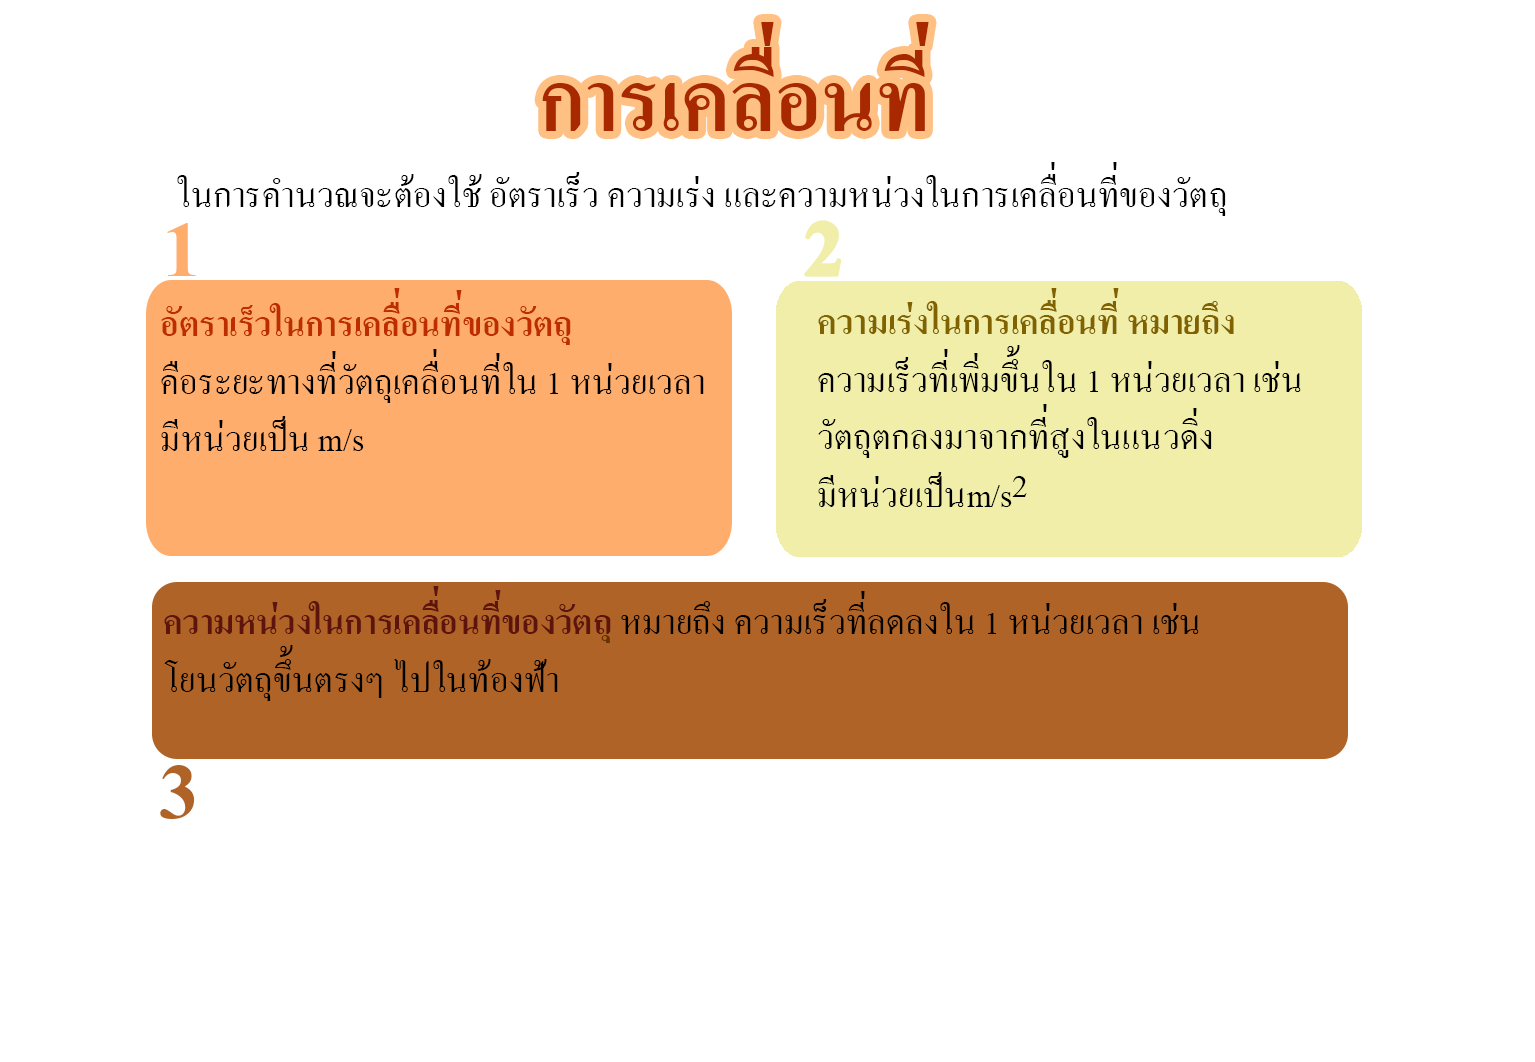 การเคลื่อนที่
ในการคำนวณจะต้องใช้ อัตราเร็ว ความเร่ง และความหน่วงในการเคลื่อนที่ของวัตถุ
1
อัตราเร็วในการเคลื่อนที่ของวัตถุ
คือระยะทางที่วัตถุเคลื่อนที่ใน 1 หน่วยเวลา
มีหน่วยเป็น m/s
2
ความเร่งในการเคลื่อนที่ หมายถึง
ความเร็วที่เพิ่มขึ้นใน 1 หน่วยเวลา เช่น
วัตถุตกลงมาจากที่สูงในแนวดิ่ง
มีหน่วยเป็นm/s²
ความหน่วงในการเคลื่อนที่ของวัตถุ หมายถึง ความเร็วที่ลดลงใน 1 หน่วยเวลา เช่น
โยนวัตถุขึ้นตรงๆ ไปในท้องฟ้า
3